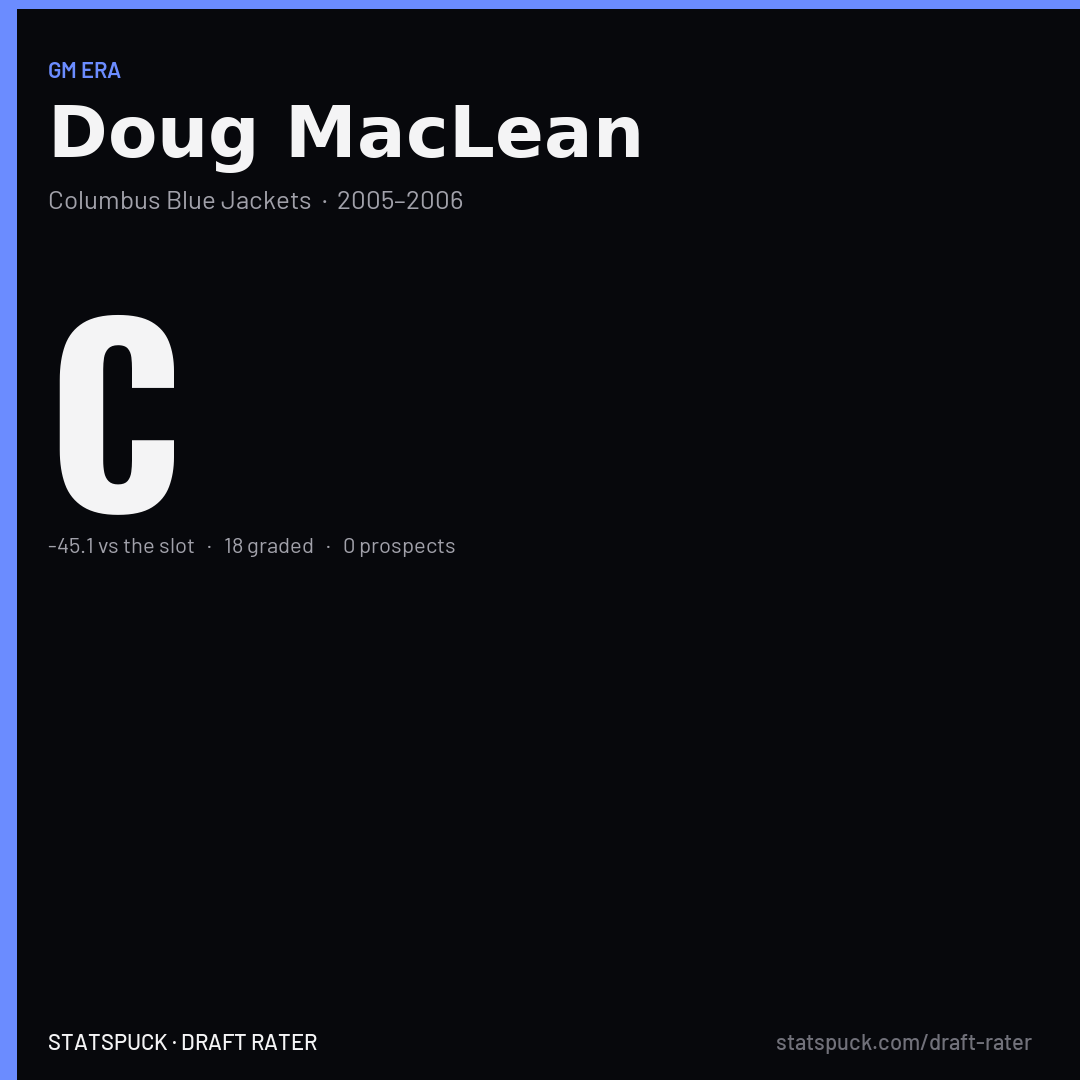 GM ERA
Doug MacLean
Columbus Blue Jackets · 2005–2006
C
-45.1 vs the slot · 18 graded · 0 prospects
STATSPUCK · DRAFT RATER
statspuck.com/draft-rater